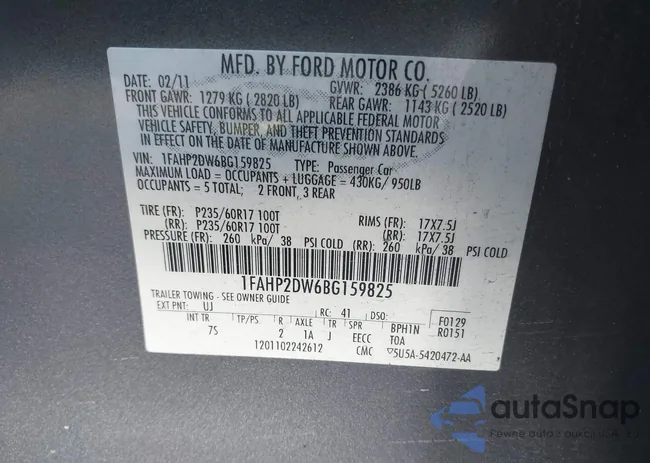 MFD. BY FORD MOTOR CO.
DATE: 02/11 GVWR: 2386 KG ( 5260 LB)
FRONT GAWR: 1279 KG ( 2820 LB) REAR GAWR: 1143 KG ( 2520 LB)
THIS VEHICLE CONFORMS TO ALL APPLICABLE FEDERAL MOTOR
VEHICLE SAFETY, BUMPER, AND THEFT PREVENTION STANDARDS
IN EFFECT ON THE DATE OF MANUFACTURE SHOWN ABOVE.
VIN: 1FAHP2DW6BG159825 TYPE: Passenger Car
MAXIMUM LOAD = OCCUPANTS + LUGGAGE = 430KG/ 950LB
OCCUPANTS = 5 TOTAL; 2 FRONT, 3 REAR
TIRE (FR): P235/60R17 100T RIMS (FR): 17X7.5J
(RR): P235/60R17 100T (RR): 17X7.5J
PRESSURE (FR): 260 kPa/ 38 PSI COLD (RR): 260 kPa/ 38 PSI COLD
1FAHP2DW6BG159825
TRAILER TOWING - SEE OWNER GUIDE
EXT PNT: UJ RC: 41 DSO: F0129
INT TR TP/PS R AXLE TR SPR BPH1N R0151
7S 2 1A J EECC TOA
1201102242612 CMC ▽5U5A-5420472-AA
autoSnap
Pewne auta z aukcji